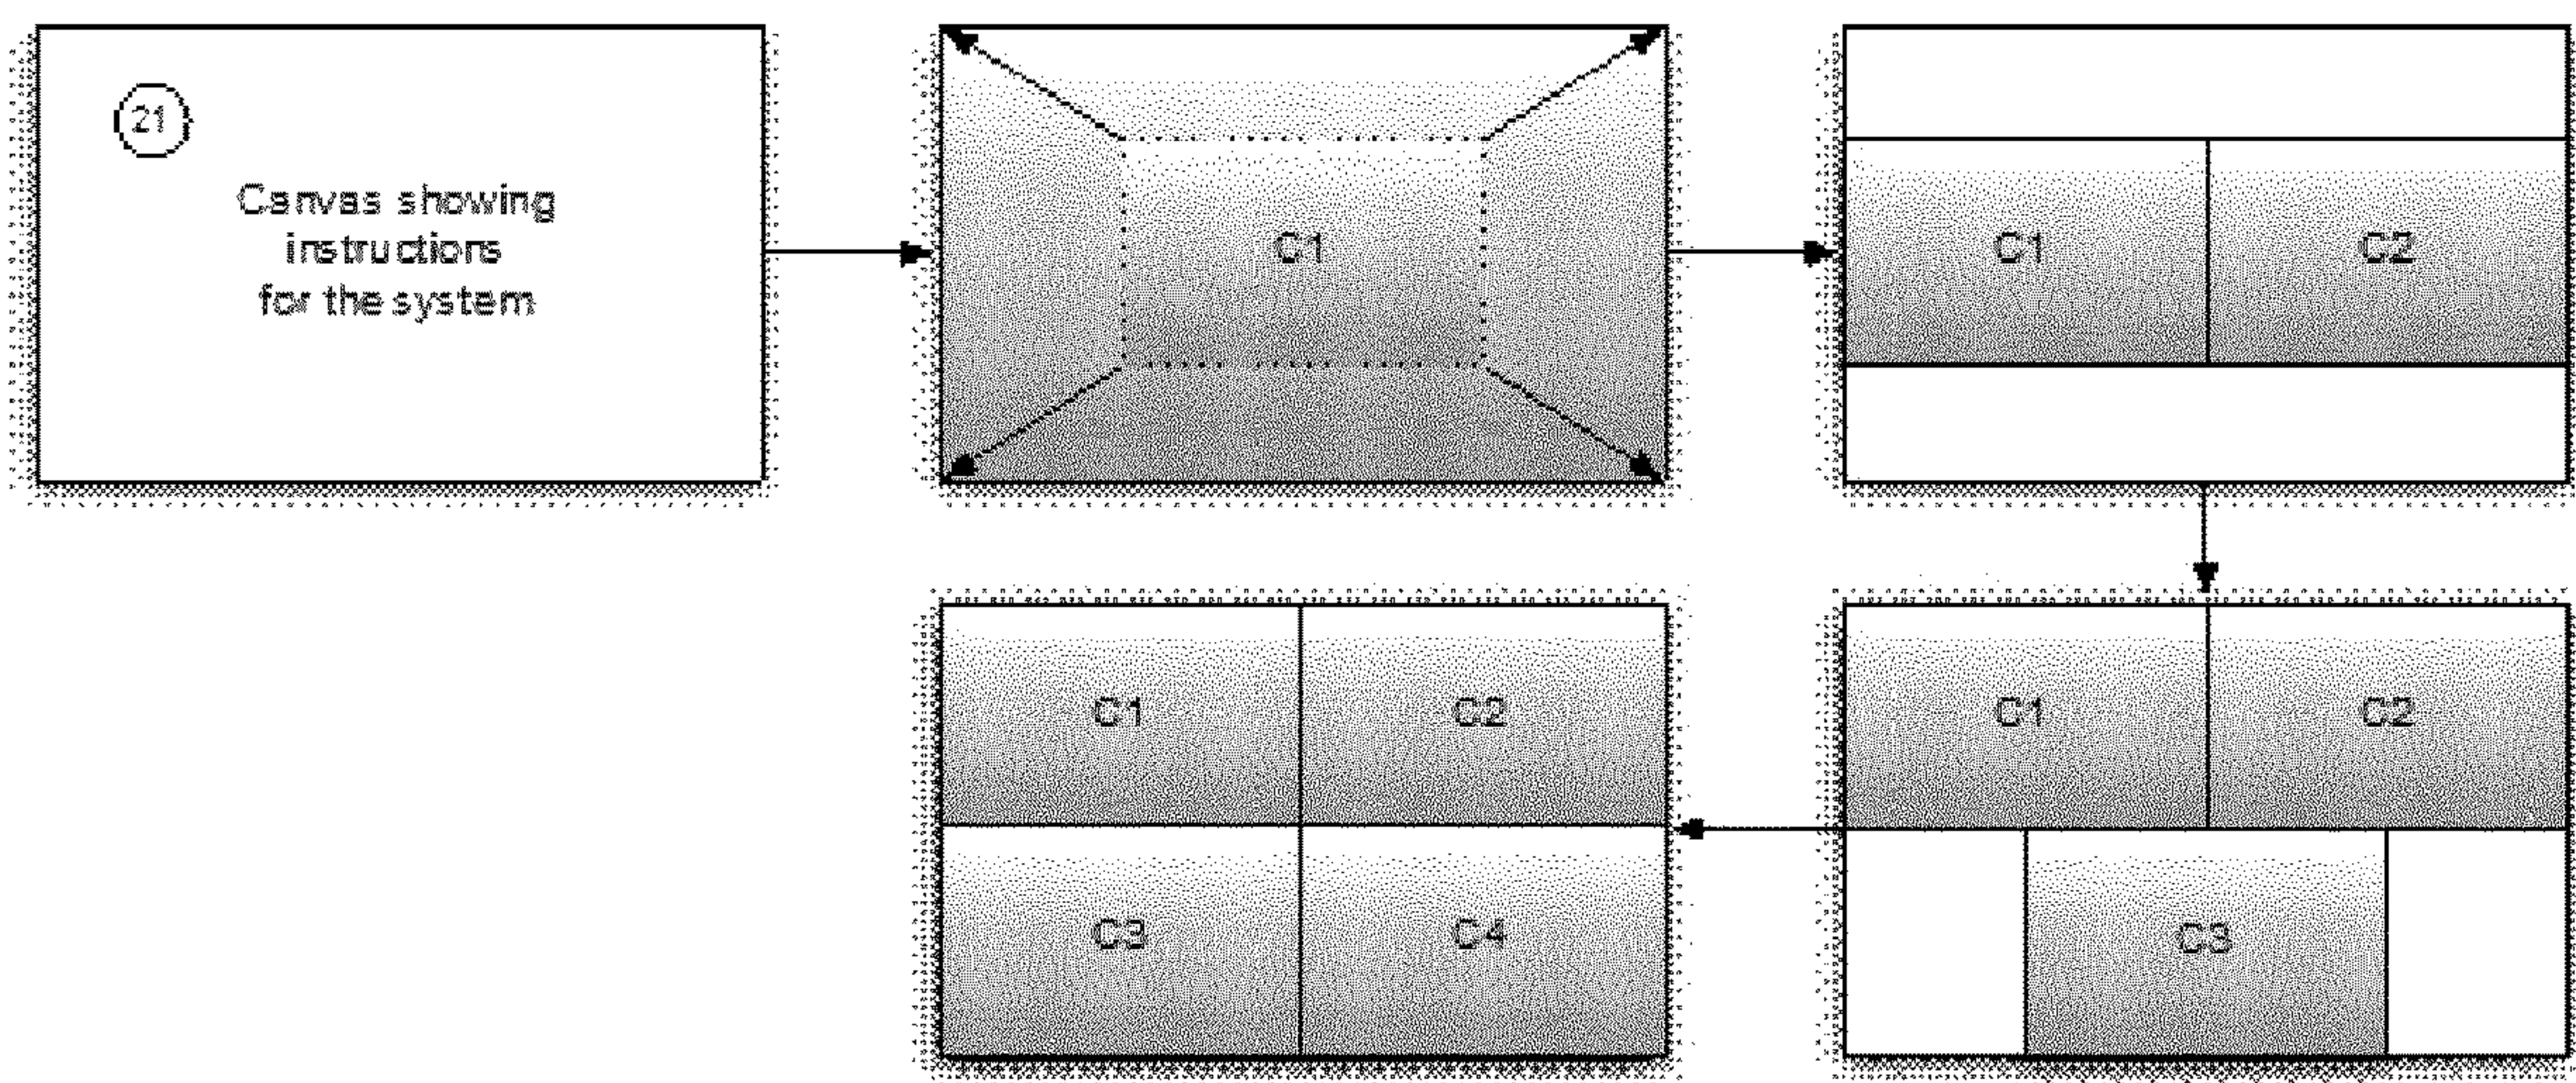 21
Canvas showing
instructions
for the system
C1
C1
C2
C1
C2
C3
C1
C2
C3
C4